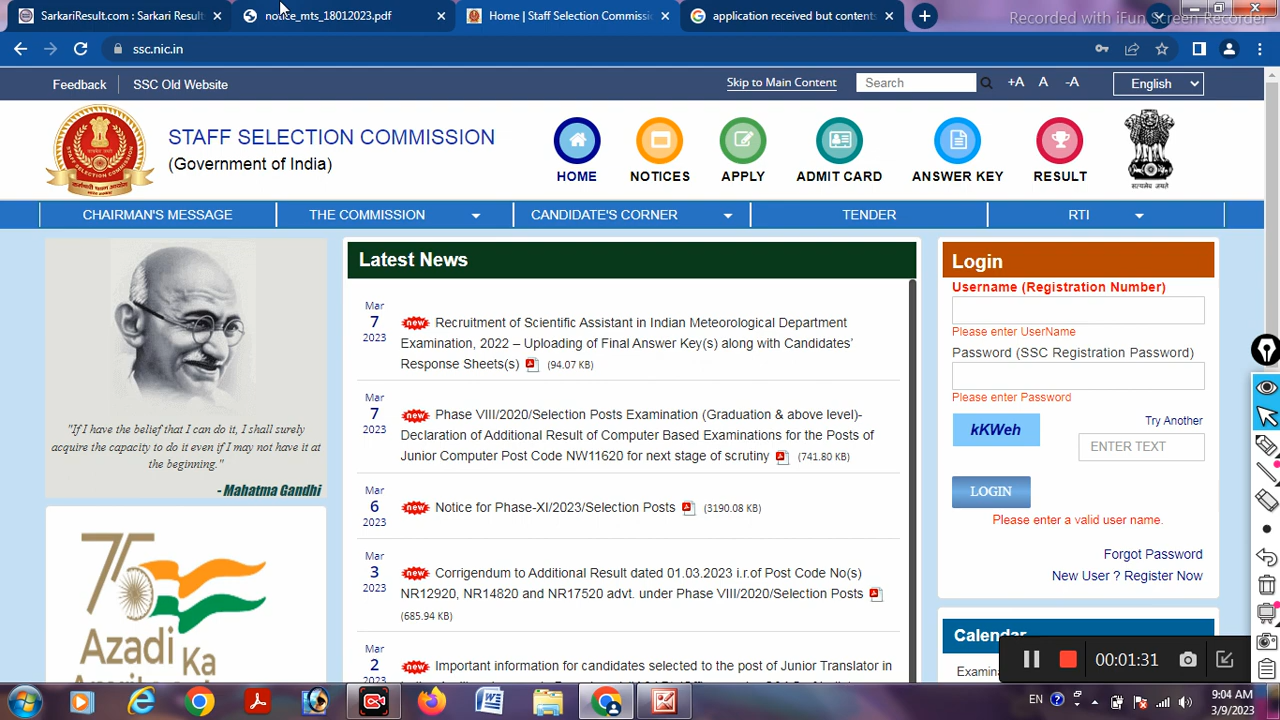 SarkariResult.com : Sarkari Result
notice_mts_18012023.pdf
Home | Staff Selection Commissio
application received but contents
Recorded with iFun Screen Recorder
ssc.nic.in
Feedback
SSC Old Website
Skip to Main Content
Search
+A A -A
English
STAFF SELECTION COMMISSION
(Government of India)
HOME
NOTICES
APPLY
ADMIT CARD
ANSWER KEY
RESULT
सत्यमेव जयते
CHAIRMAN'S MESSAGE
THE COMMISSION
CANDIDATE'S CORNER
TENDER
RTI
"If I have the belief that I can do it, I shall surely
acquire the capacity to do it even if I may not have it at
the beginning."
- Mahatma Gandhi
75
Azadi Ka
Latest News
Mar
7
2023
new Recruitment of Scientific Assistant in Indian Meteorological Department
Examination, 2022 – Uploading of Final Answer Key(s) along with Candidates'
Response Sheets(s) (94.07 KB)
Mar
7
2023
new Phase VIII/2020/Selection Posts Examination (Graduation & above level)-
Declaration of Additional Result of Computer Based Examinations for the Posts of
Junior Computer Post Code NW11620 for next stage of scrutiny (741.80 KB)
Mar
6
2023
new Notice for Phase-XI/2023/Selection Posts (3190.08 KB)
Mar
3
2023
new Corrigendum to Additional Result dated 01.03.2023 i.r.of Post Code No(s)
NR12920, NR14820 and NR17520 advt. under Phase VIII/2020/Selection Posts
(685.94 KB)
Mar
2
new Important information for candidates selected to the post of Junior Translator in
Login
Username (Registration Number)
Please enter UserName
Password (SSC Registration Password)
Please enter Password
kKWeh
Try Another
ENTER TEXT
LOGIN
Please enter a valid user name.
Forgot Password
New User ? Register Now
Calendar
Examina
00:01:31
EN
9:04 AM
3/9/2023